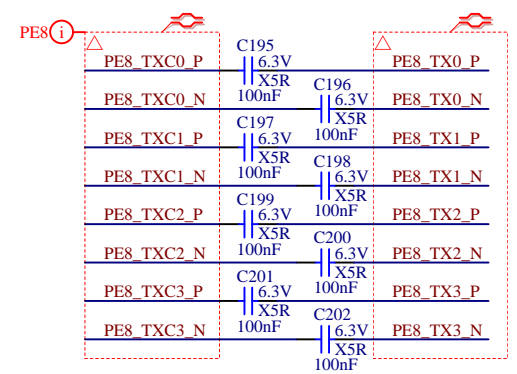 PE8 i
C195
PE8_TXC0_P 6.3V PE8_TX0_P
X5R
100nF
C196
PE8_TXC0_N 6.3V PE8_TX0_N
X5R
100nF
C197
PE8_TXC1_P 6.3V PE8_TX1_P
X5R
100nF
C198
PE8_TXC1_N 6.3V PE8_TX1_N
X5R
100nF
C199
PE8_TXC2_P 6.3V PE8_TX2_P
X5R
100nF
C200
PE8_TXC2_N 6.3V PE8_TX2_N
X5R
100nF
C201
PE8_TXC3_P 6.3V PE8_TX3_P
X5R
100nF
C202
PE8_TXC3_N 6.3V PE8_TX3_N
X5R
100nF